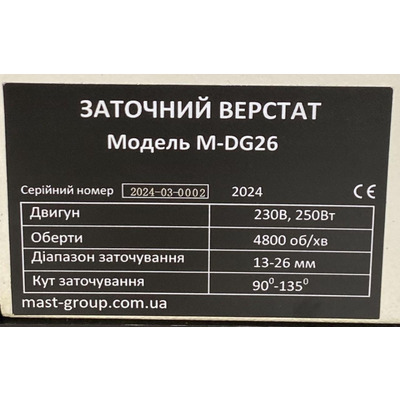 ЗАТОЧНИЙ ВЕРСТАТ
Модель M-DG26
Серійний номер 2024-03-0002 2024 CE
Двигун 230В, 250Вт
Оберти 4800 об/хв
Діапазон заточування 13-26 мм
Кут заточування 90⁰-135⁰
mast-group.com.ua